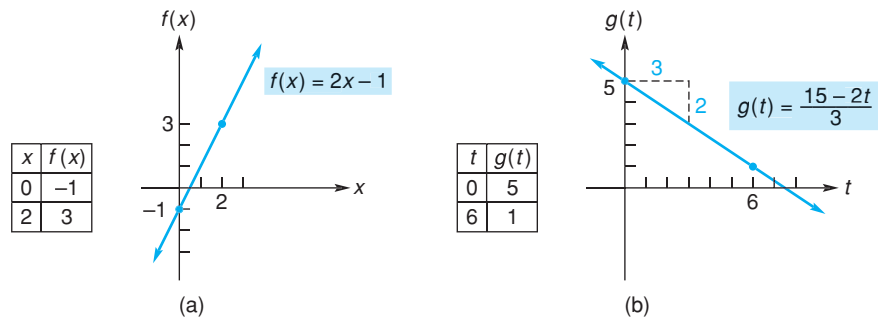 f(x)
f(x) = 2x – 1
3
x f(x)
0 –1
2 3
–1
2
x
(a)
g(t)
3
5
2
g(t) = 15 – 2t
3
t g(t)
0 5
6 1
6
t
(b)